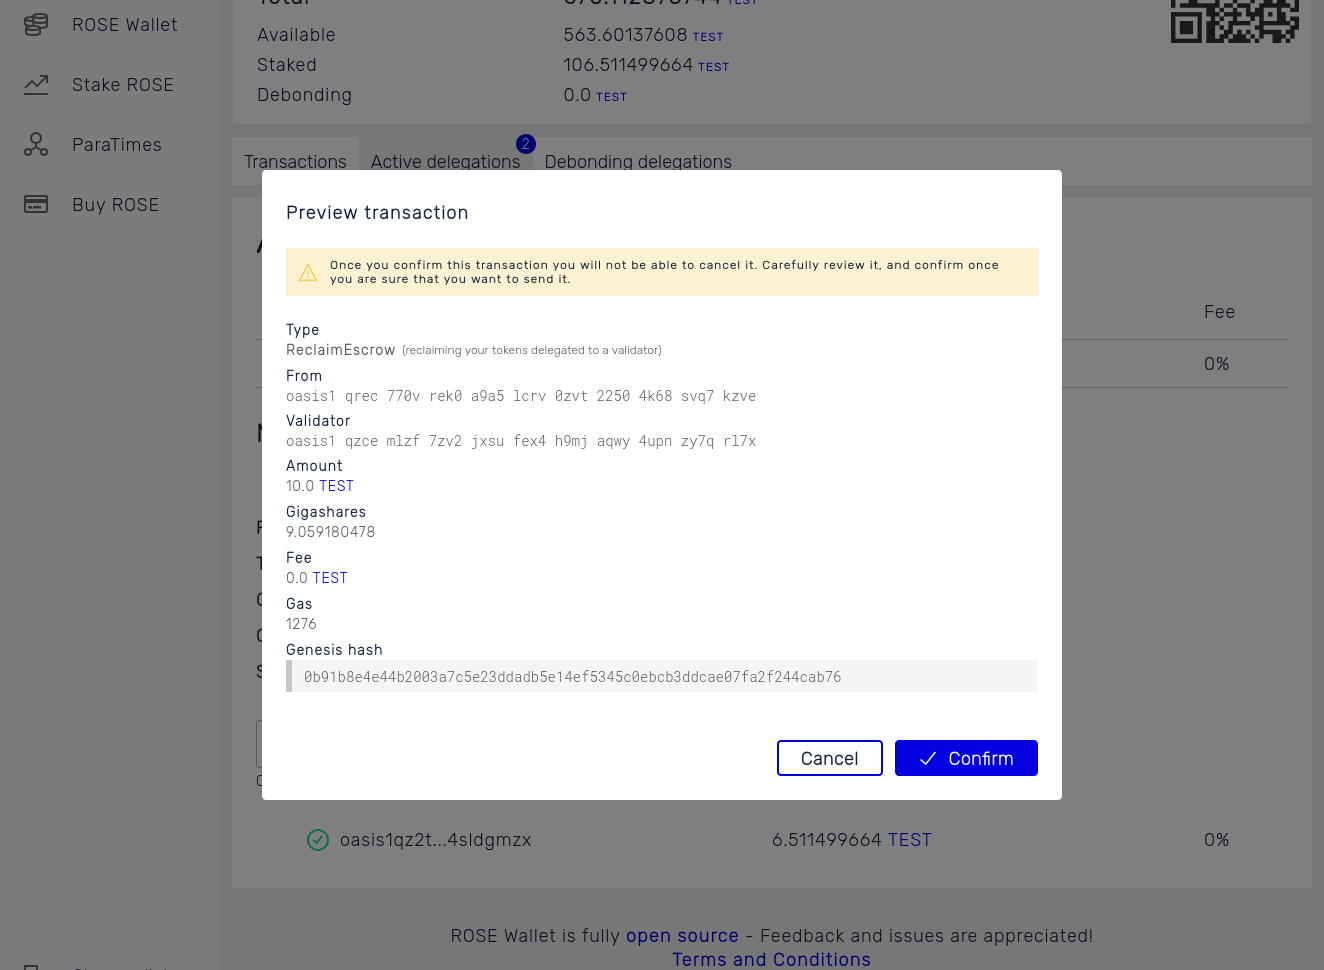 ROSE Wallet
Stake ROSE
ParaTimes
Buy ROSE
TEST
Available 563.60137608 TEST
Staked 106.511499664 TEST
Debonding 0.0 TEST
Transactions Active delegations 2 Debonding delegations
Preview transaction
Once you confirm this transaction you will not be able to cancel it. Carefully review it, and confirm once
you are sure that you want to send it.
Type
ReclaimEscrow (reclaiming your tokens delegated to a validator)
From
oasis1 qrec 770v rek0 a9a5 lcrv 0zvt 2250 4k68 svq7 kzve
Validator
oasis1 qzce mlzf 7zv2 jxsu fex4 h9mj aqwy 4upn zy7q rl7x
Amount
10.0 TEST
Gigashares
9.059180478
Fee
0.0 TEST
Gas
1276
Genesis hash
0b91b8e4e44b2003a7c5e23ddadb5e14ef5345c0ebcb3ddcae07fa2f244cab76
Cancel Confirm
Fee
0%
oasis1qz2t...4sldgmzx 6.511499664 TEST 0%
ROSE Wallet is fully open source - Feedback and issues are appreciated!
Terms and Conditions